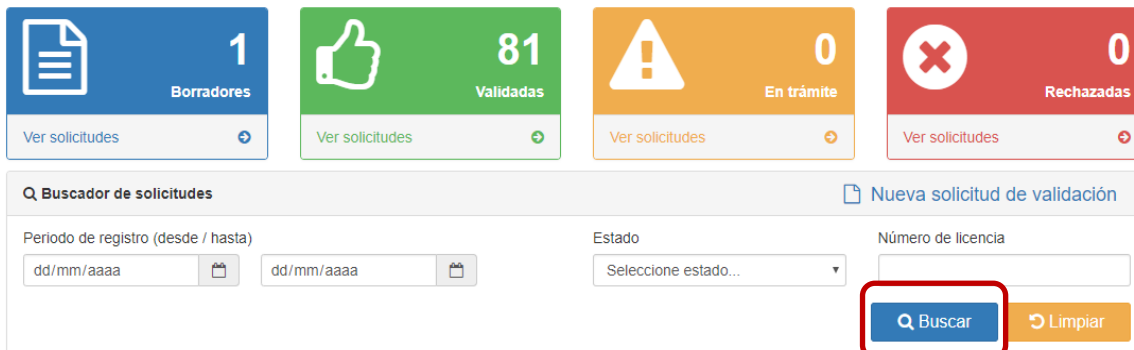 1
Borradores
Ver solicitudes
81
Validadas
Ver solicitudes
0
En trámite
Ver solicitudes
0
Rechazadas
Ver solicitudes
Buscador de solicitudes
Nueva solicitud de validación
Periodo de registro (desde / hasta)
Estado
Número de licencia
dd/mm/aaaa
dd/mm/aaaa
Seleccione estado...
Buscar
Limpiar